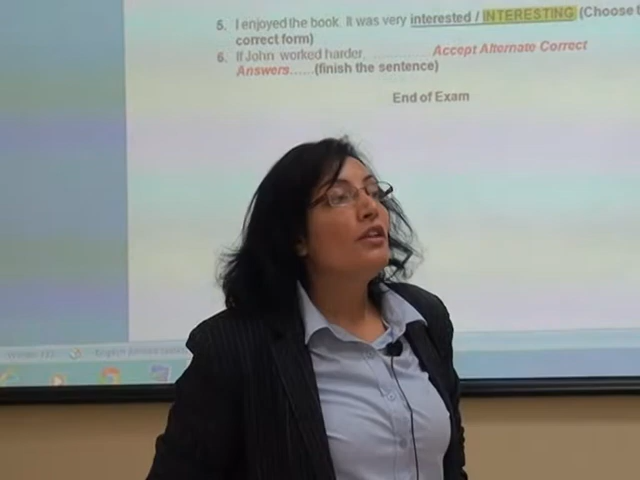 5. I enjoyed the book. It was very interested / INTERESTING (Choose t
correct form)
6. If John worked harder, ................Accept Alternate Correct
Answers......(finish the sentence)
End of Exam